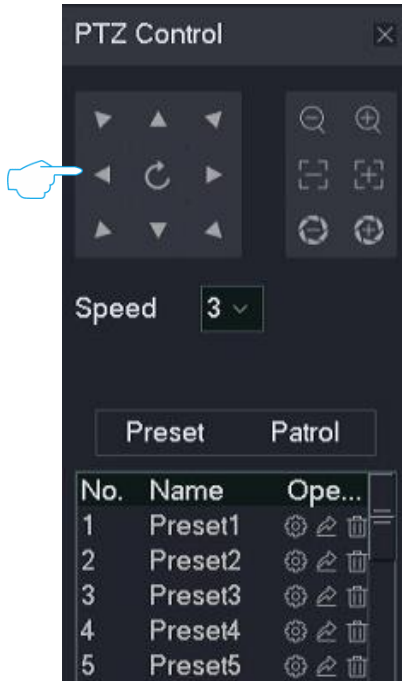 PTZ Control
Speed 3
Preset Patrol
No. Name Ope...
1 Preset1
2 Preset2
3 Preset3
4 Preset4
5 Preset5